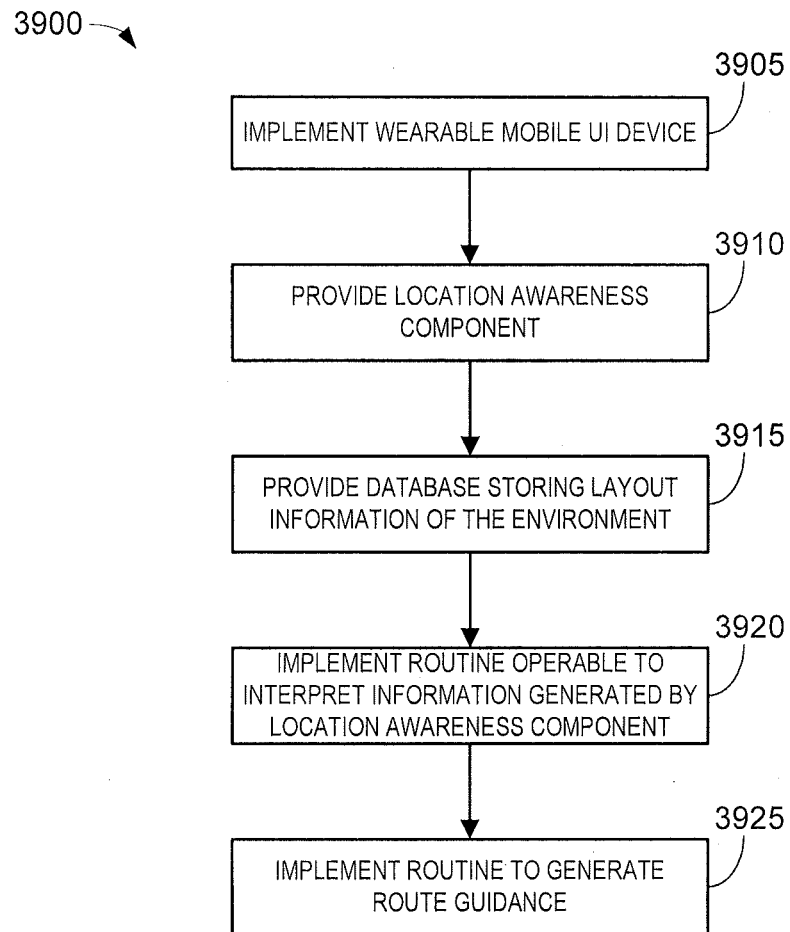 3900
3905
IMPLEMENT WEARABLE MOBILE UI DEVICE
3910
PROVIDE LOCATION AWARENESS
COMPONENT
3915
PROVIDE DATABASE STORING LAYOUT
INFORMATION OF THE ENVIRONMENT
3920
IMPLEMENT ROUTINE OPERABLE TO
INTERPRET INFORMATION GENERATED BY
LOCATION AWARENESS COMPONENT
3925
IMPLEMENT ROUTINE TO GENERATE
ROUTE GUIDANCE